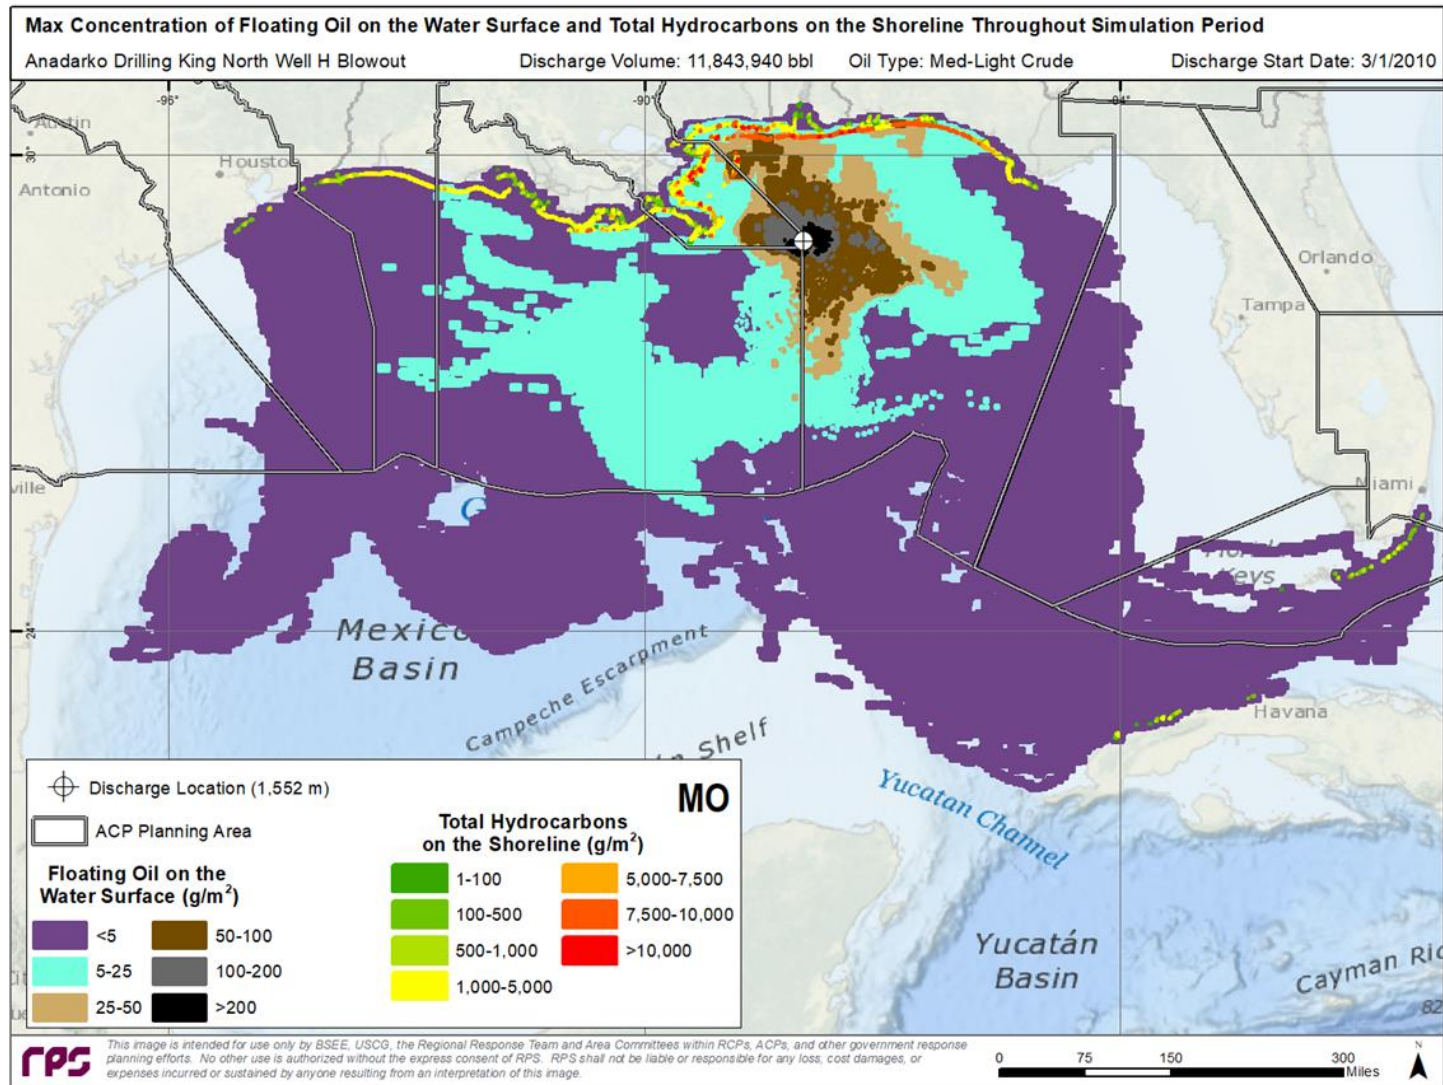 Max Concentration of Floating Oil on the Water Surface and Total Hydrocarbons on the Shoreline Throughout Simulation Period
Anadarko Drilling King North Well H Blowout Discharge Volume: 11,843,940 bbl Oil Type: Med-Light Crude Discharge Start Date: 3/1/2010
-96° -90° -84°
Austin
30°
Houston
Antonio
Orlando
Tampa
ville
Miami
C
Florida
Keys
24°
Mexico
Basin
Campeche Escarpment
Havana
n Shelf
Yucatan Channel
Yucatán
Basin
Cayman Ric
82
Discharge Location (1,552 m)
MO
ACP Planning Area
Floating Oil on the
Water Surface (g/m²)
<5
5-25
25-50
50-100
100-200
>200
Total Hydrocarbons
on the Shoreline (g/m²)
1-100
100-500
500-1,000
1,000-5,000
5,000-7,500
7,500-10,000
>10,000
rps
This image is intended for use only by BSEE, USCG, the Regional Response Team and Area Committees within RCPs, ACPs, and other government response
planning efforts. No other use is authorized without the express consent of RPS. RPS shall not be liable or responsible for any loss, cost damages, or
expenses incurred or sustained by anyone resulting from an interpretation of this image.
0 75 150 300
Miles
N